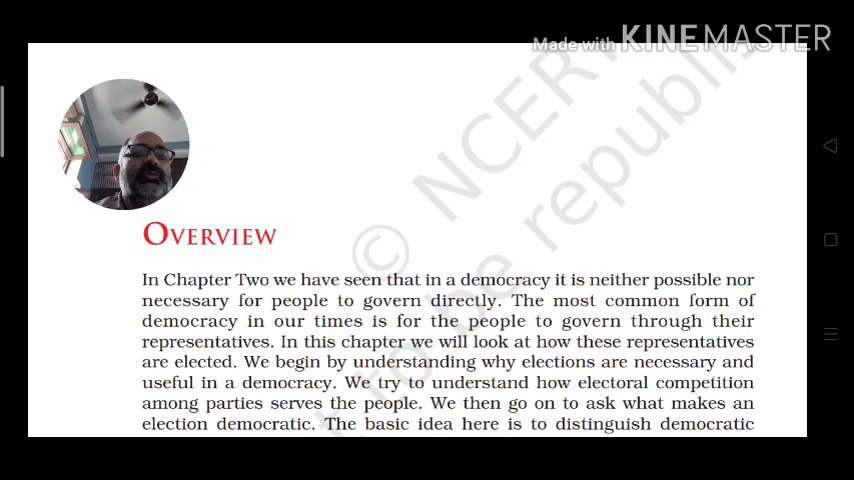 Made with KINEMASTER
© NCERT
not to be republis
OVERVIEW
In Chapter Two we have seen that in a democracy it is neither possible nor
necessary for people to govern directly. The most common form of
democracy in our times is for the people to govern through their
representatives. In this chapter we will look at how these representatives
are elected. We begin by understanding why elections are necessary and
useful in a democracy. We try to understand how electoral competition
among parties serves the people. We then go on to ask what makes an
election democratic. The basic idea here is to distinguish democratic